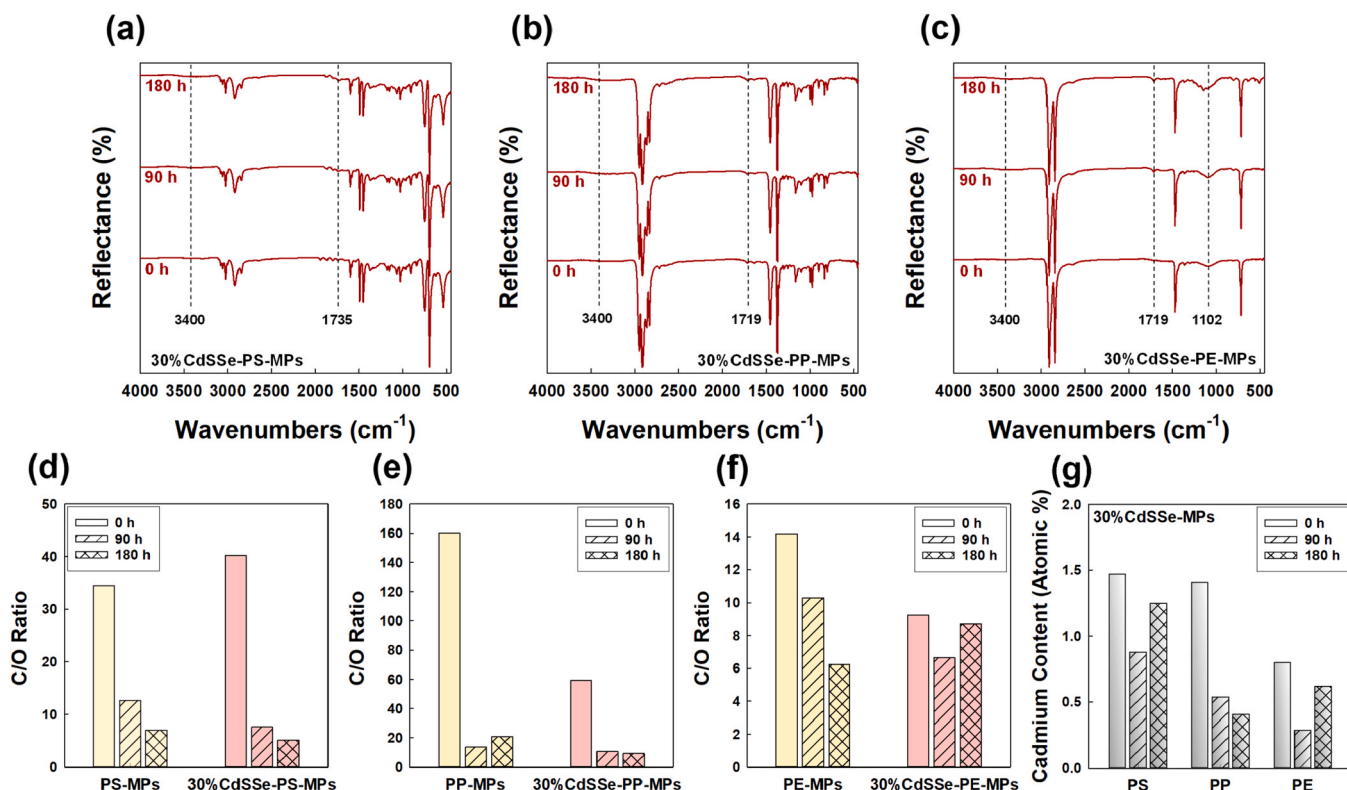 (a)
Reflectance (%)
180 h
90 h
0 h
3400
1735
30%CdSSe-PS-MPs
4000 3500 3000 2500 2000 1500 1000 500
Wavenumbers (cm⁻¹)
(b)
Reflectance (%)
180 h
90 h
0 h
3400
1719
30%CdSSe-PP-MPs
4000 3500 3000 2500 2000 1500 1000 500
Wavenumbers (cm⁻¹)
(c)
Reflectance (%)
180 h
90 h
0 h
3400
1719
1102
30%CdSSe-PE-MPs
4000 3500 3000 2500 2000 1500 1000 500
Wavenumbers (cm⁻¹)
(d)
C/O Ratio
50
40
30
20
10
0
0 h
90 h
180 h
PS-MPs
30%CdSSe-PS-MPs
(e)
C/O Ratio
180
160
140
120
100
80
60
40
20
0
0 h
90 h
180 h
PP-MPs
30%CdSSe-PP-MPs
(f)
C/O Ratio
16
14
12
10
8
6
4
2
0
0 h
90 h
180 h
PE-MPs
30%CdSSe-PE-MPs
(g)
Cadmium Content (Atomic %)
2.0
1.5
1.0
0.5
0.0
30%CdSSe-MPs
0 h
90 h
180 h
PS
PP
PE